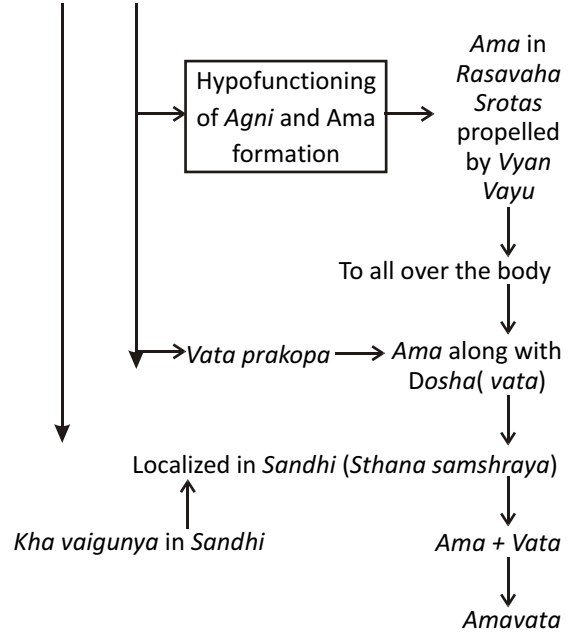 Ama in
Rasavaha
Srotas
propelled
by Vyan
Vayu
Hypofunctioning
of Agni and Ama
formation
To all over the body
Vata prakopa
Ama along with
Dosha( vata)
Localized in Sandhi (Sthana samshraya)
Kha vaigunya in Sandhi
Ama + Vata
Amavata